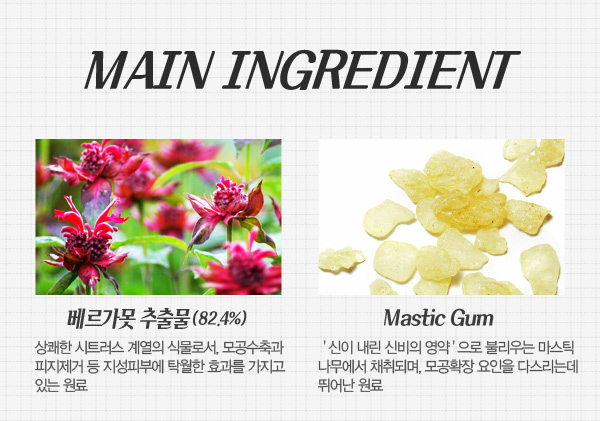 MAIN INGREDIENT
베르가못 추출물(82.4%)
상쾌한 시트러스 계열의 식물로서, 모공수축과
피지제거 등 지성피부에 탁월한 효과를 가지고
있는 원료
Mastic Gum
'신이 내린 신비의 영약'으로 불리우는 마스틱
나무에서 채취되며, 모공확장 요인을 다스리는데
뛰어난 원료